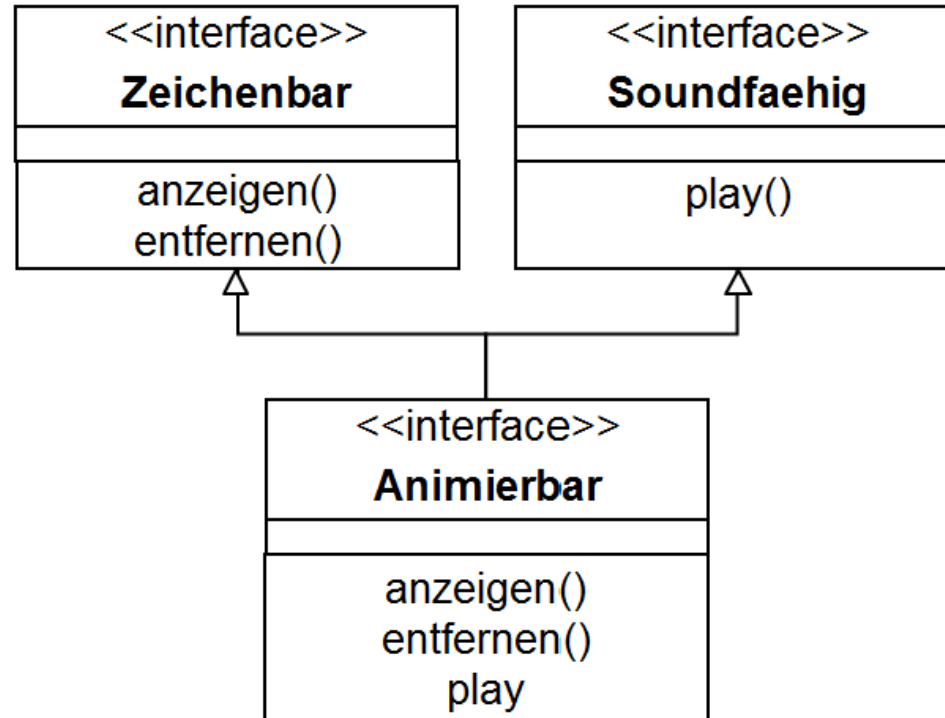 <<interface>>
Zeichenbar
anzeigen()
entfernen()
<<interface>>
Soundfaehig
play()
<<interface>>
Animierbar
anzeigen()
entfernen()
play